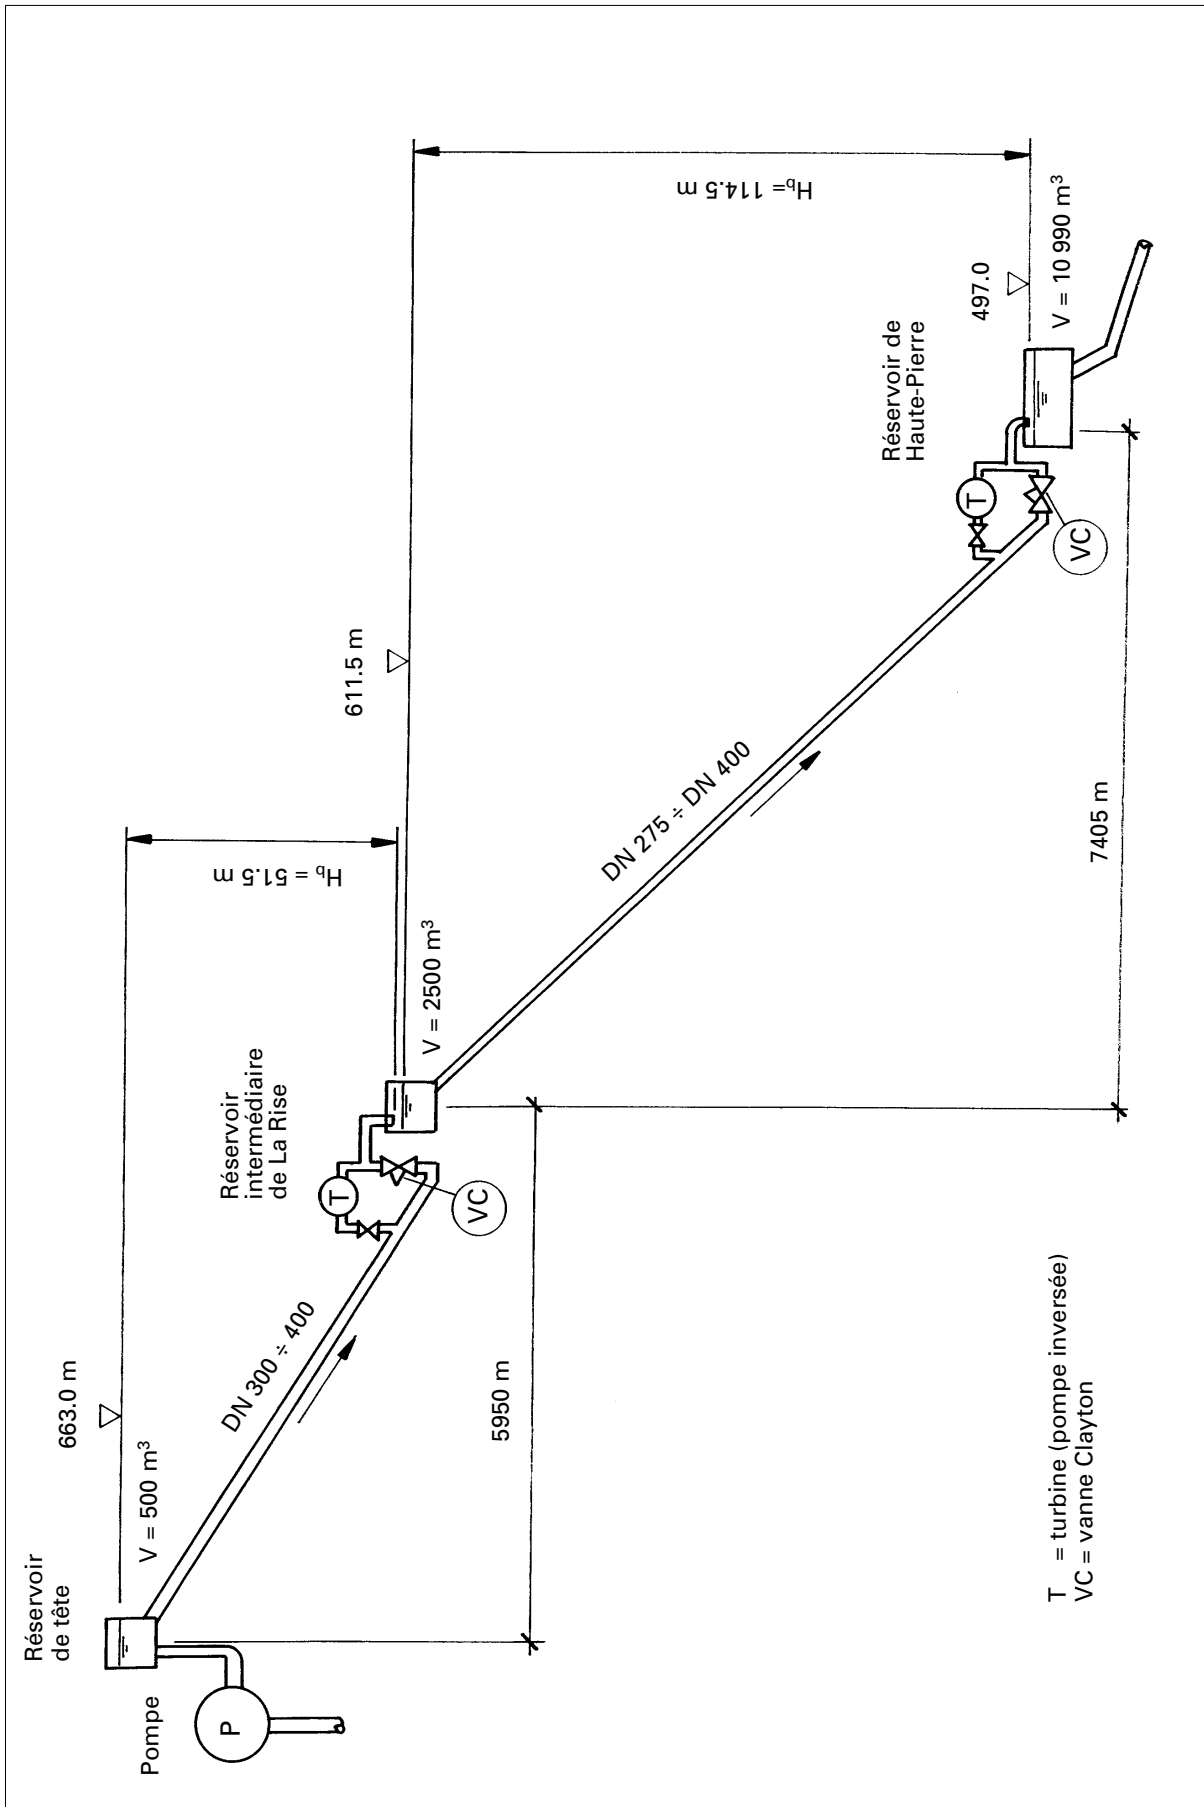 Réservoir
de tête
663.0 m
V = 500 m³
Pompe
P
DN 300 ÷ 400
5950 m
Hb = 51.5 m
Réservoir
intermédiaire
de La Rise
T
VC
V = 2500 m³
611.5 m
DN 275 ÷ DN 400
7405 m
Hb= 114.5 m
Réservoir de
Haute-Pierre
497.0
V = 10 990 m³
T
VC
T = turbine (pompe inversée)
VC = vanne Clayton